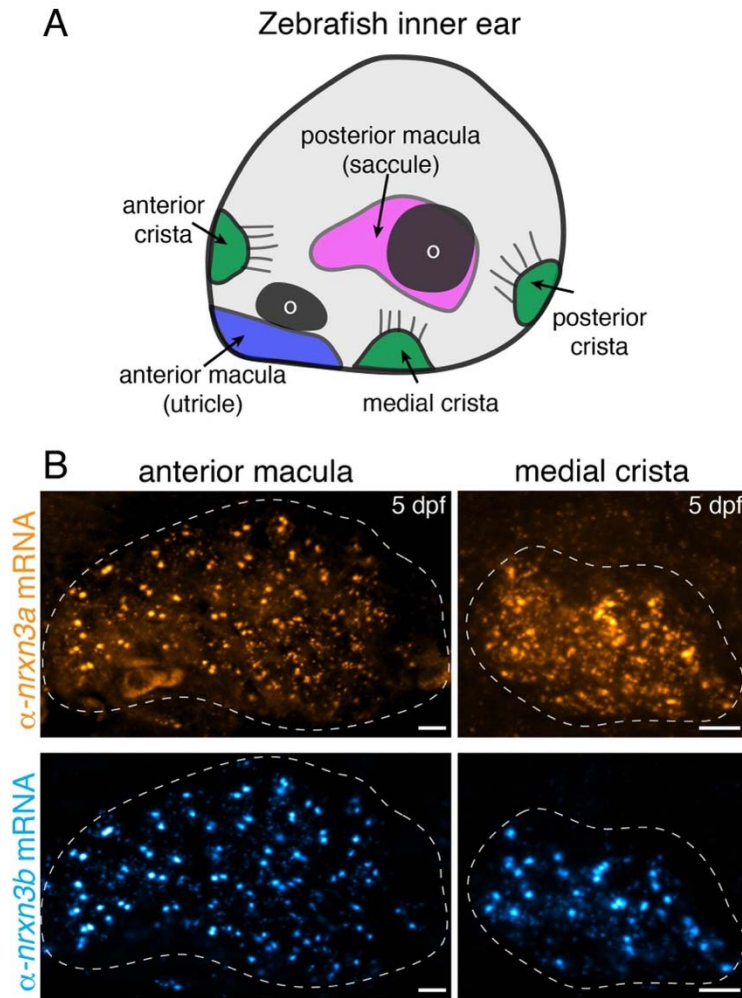 A
Zebrafish inner ear
posterior macula
(saccule)
anterior
crista
o
o
posterior
crista
anterior macula
(utricle)
medial crista
B
anterior macula
medial crista
α-nrxn3a mRNA
5 dpf
5 dpf
α-nrxn3b mRNA